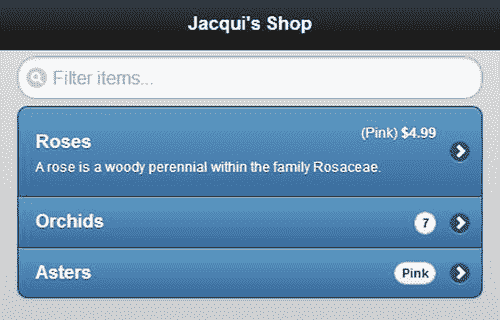 Jacqui's Shop
Filter items...
Roses
(Pink) $4.99
A rose is a woody perennial within the family Rosaceae.
Orchids 7
Asters Pink